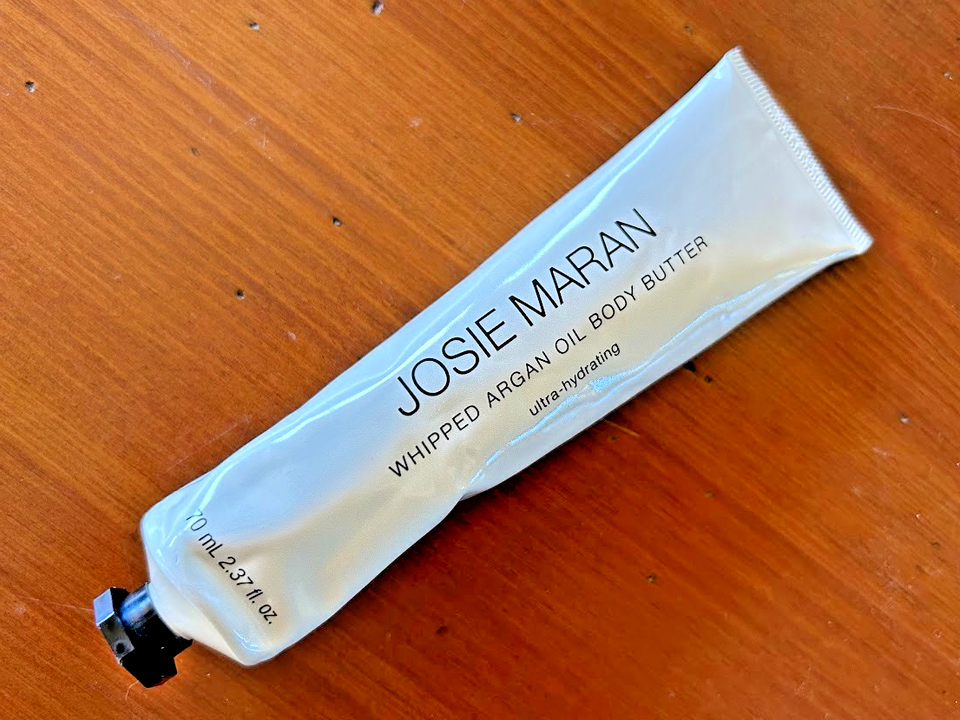 JOSIE MARAN
WHIPPED ARGAN OIL BODY BUTTER
ultra-hydrating
70 mL 2.37 fl. oz.